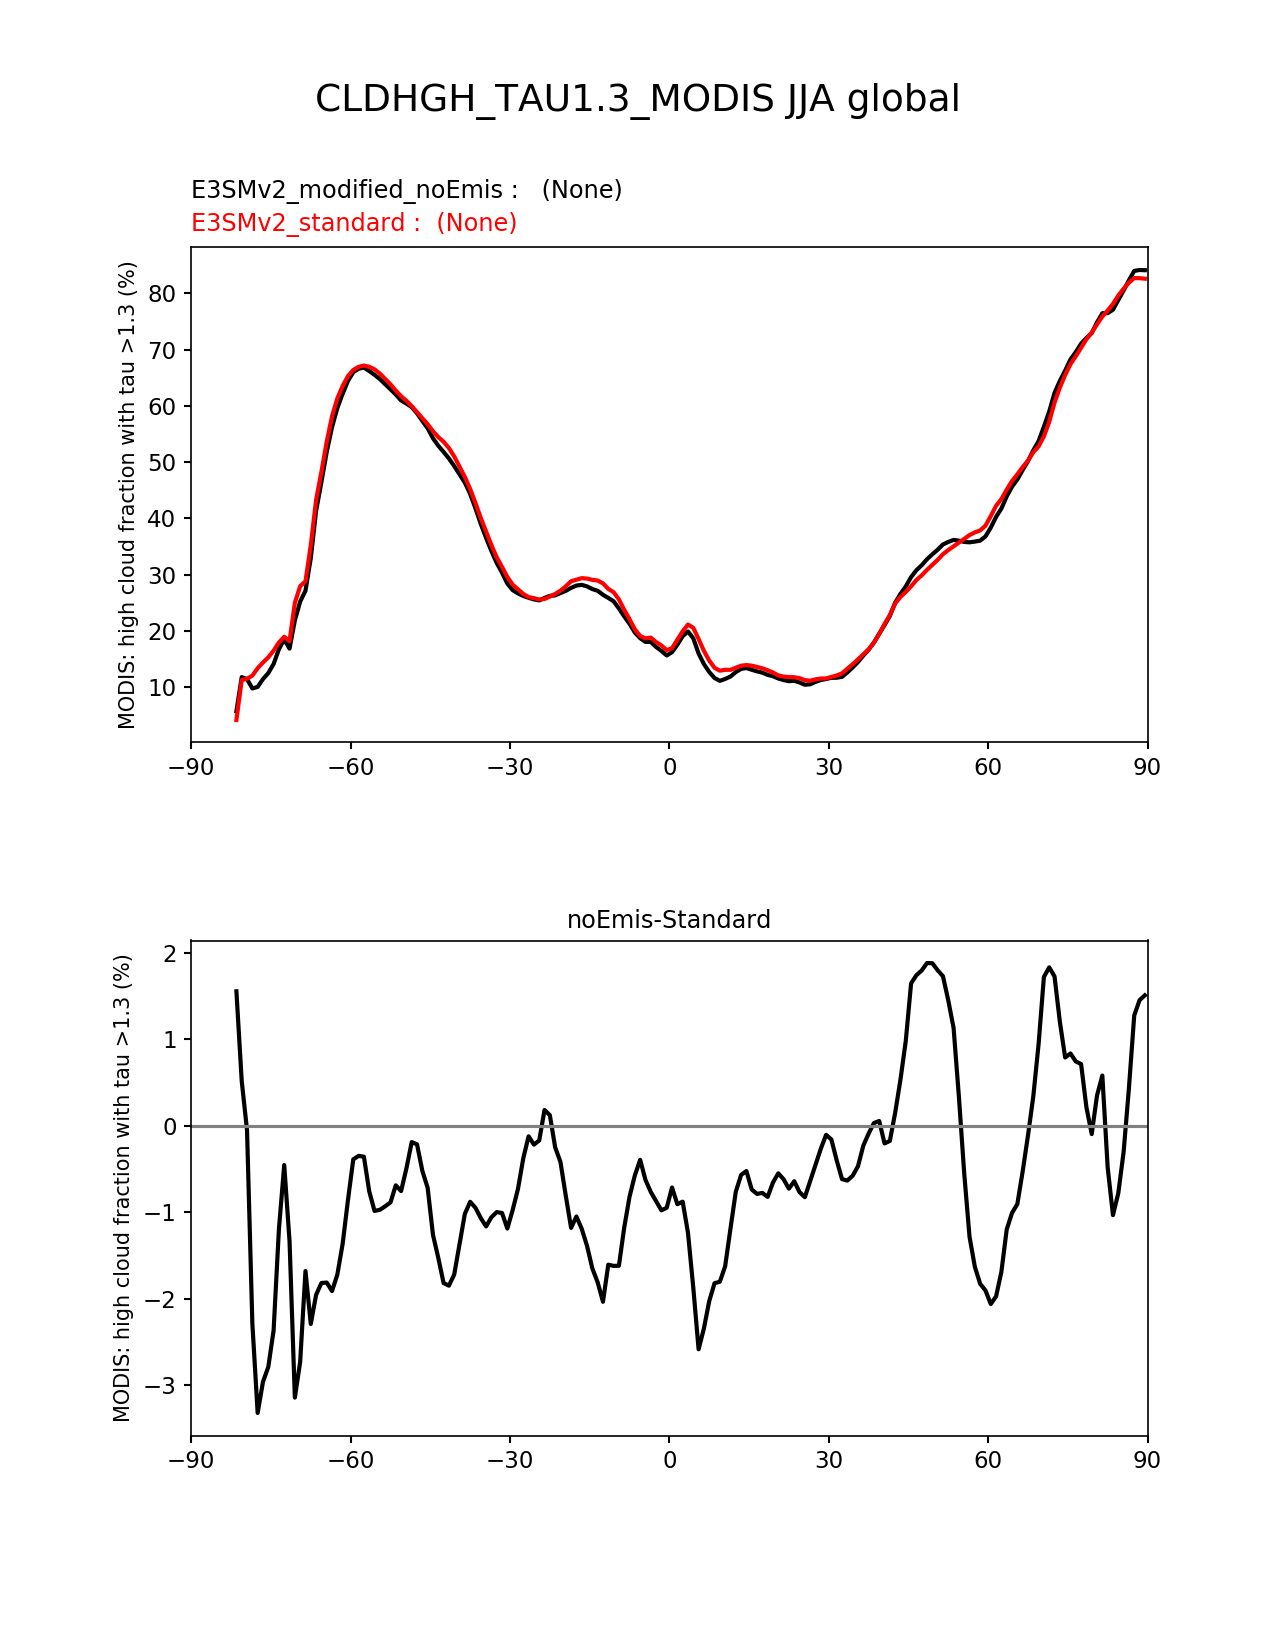 CLDHGH_TAU1.3_MODIS JJA global
E3SMv2_modified_noEmis :   (None)
E3SMv2_standard :  (None)
MODIS: high cloud fraction with tau >1.3 (%)
80
70
60
50
40
30
20
10
−90 −60 −30 0 30 60 90
noEmis-Standard
MODIS: high cloud fraction with tau >1.3 (%)
2
1
0
−1
−2
−3
−90 −60 −30 0 30 60 90